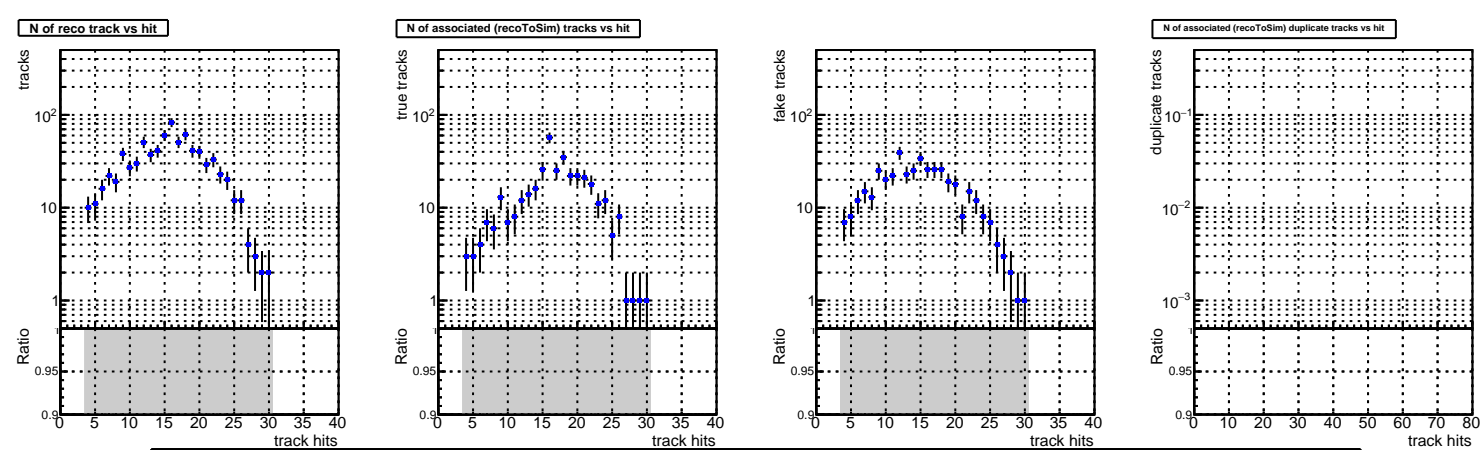 N of reco track vs hit
tracks
10²
10
1
Ratio
1
0.95
0.9
0 5 10 15 20 25 30 35 40
track hits
N of associated (recoToSim) tracks vs hit
true tracks
10²
10
1
Ratio
1
0.95
0.9
0 5 10 15 20 25 30 35 40
track hits
fake tracks
10²
10
1
Ratio
1
0.95
0.9
0 5 10 15 20 25 30 35 40
track hits
N of associated (recoToSim) duplicate tracks vs hit
duplicate tracks
10⁻¹
10⁻²
10⁻³
Ratio
1
0.95
0.9
0 10 20 30 40 50 60 70 80
track hits